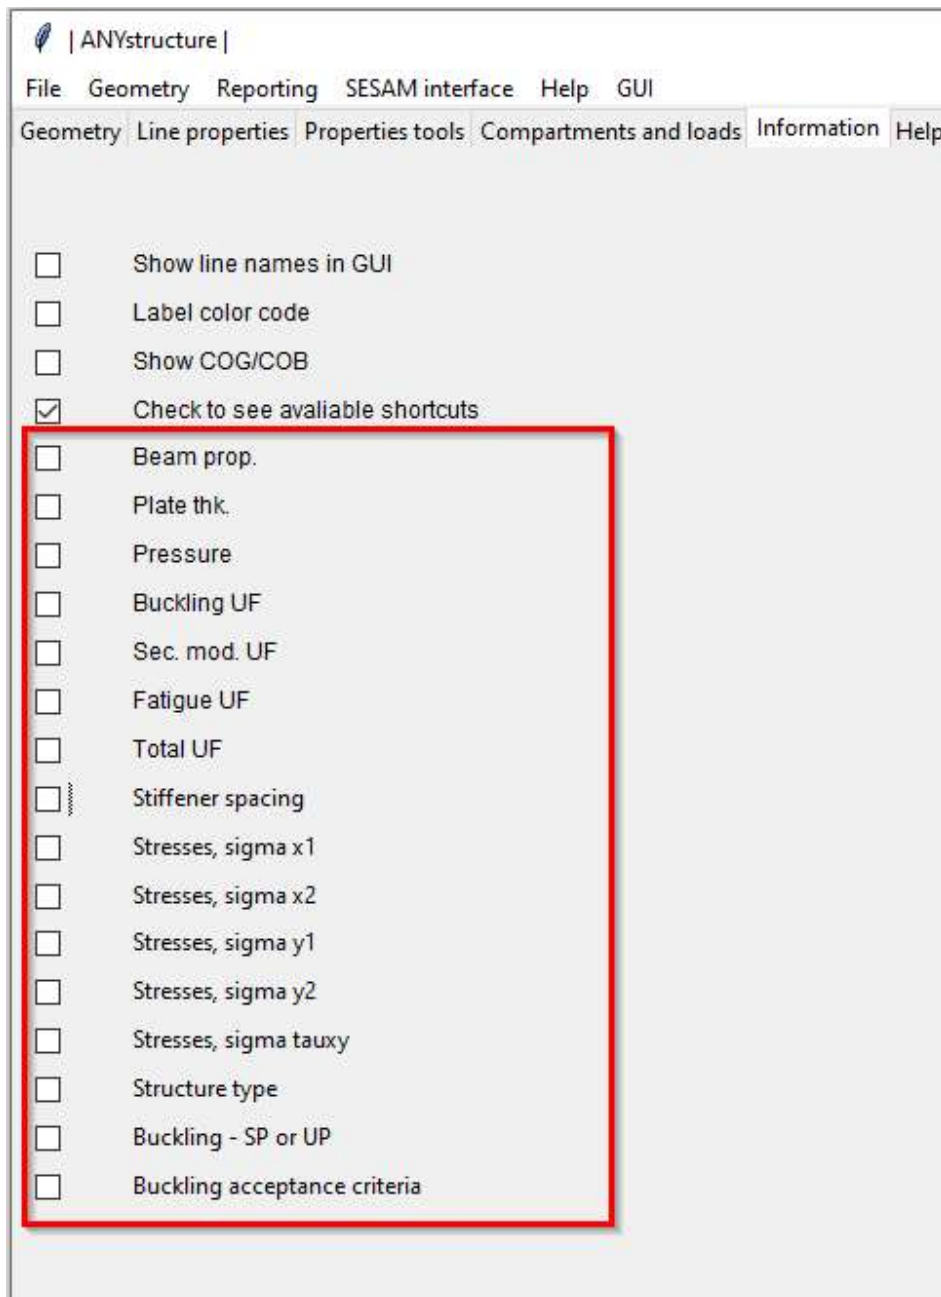 | ANYstructure |
File Geometry Reporting SESAM interface Help GUI
Geometry Line properties Properties tools Compartments and loads Information Help
Show line names in GUI
Label color code
Show COG/COB
Check to see avaliable shortcuts
Beam prop.
Plate thk.
Pressure
Buckling UF
Sec. mod. UF
Fatigue UF
Total UF
Stiffener spacing
Stresses, sigma x1
Stresses, sigma x2
Stresses, sigma y1
Stresses, sigma y2
Stresses, sigma tauxy
Structure type
Buckling - SP or UP
Buckling acceptance criteria